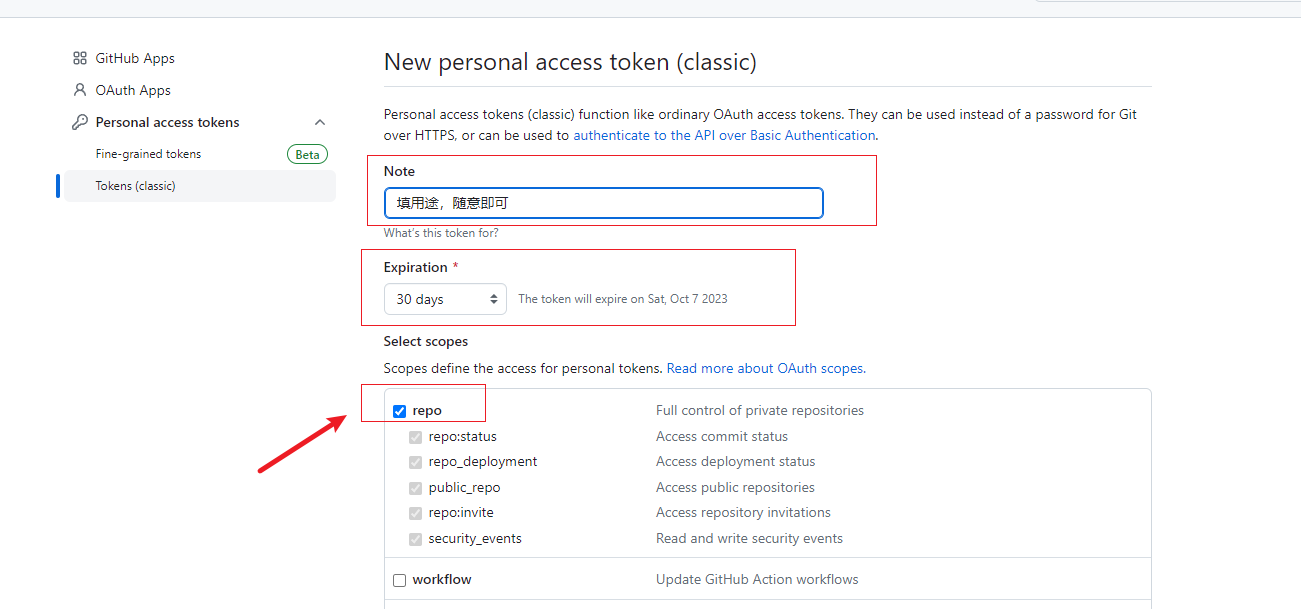 GitHub Apps
OAuth Apps
Personal access tokens
Fine-grained tokens
Beta
Tokens (classic)
New personal access token (classic)
Personal access tokens (classic) function like ordinary OAuth access tokens. They can be used instead of a password for Git
over HTTPS, or can be used to authenticate to the API over Basic Authentication.
Note
填用途，随意即可
What's this token for?
Expiration *
30 days
The token will expire on Sat, Oct 7 2023
Select scopes
Scopes define the access for personal tokens. Read more about OAuth scopes.
repo Full control of private repositories
repo:status Access commit status
repo_deployment Access deployment status
public_repo Access public repositories
repo:invite Access repository invitations
security_events Read and write security events
workflow Update GitHub Action workflows